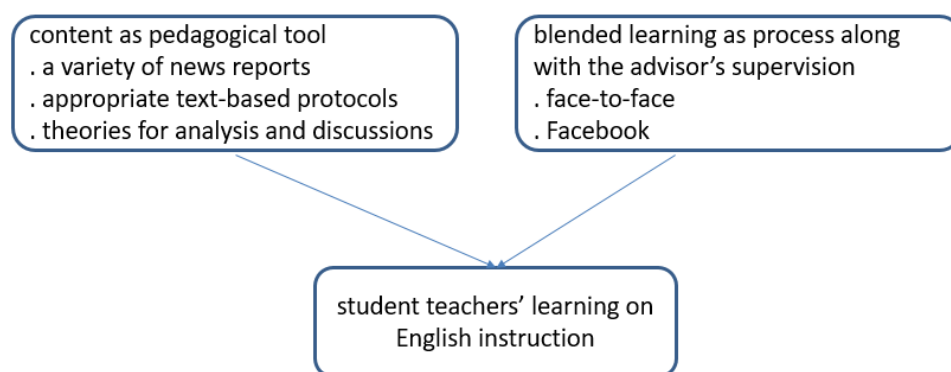 content as pedagogical tool
. a variety of news reports
. appropriate text-based protocols
. theories for analysis and discussions
blended learning as process along
with the advisor’s supervision
. face-to-face
. Facebook
student teachers’ learning on
English instruction